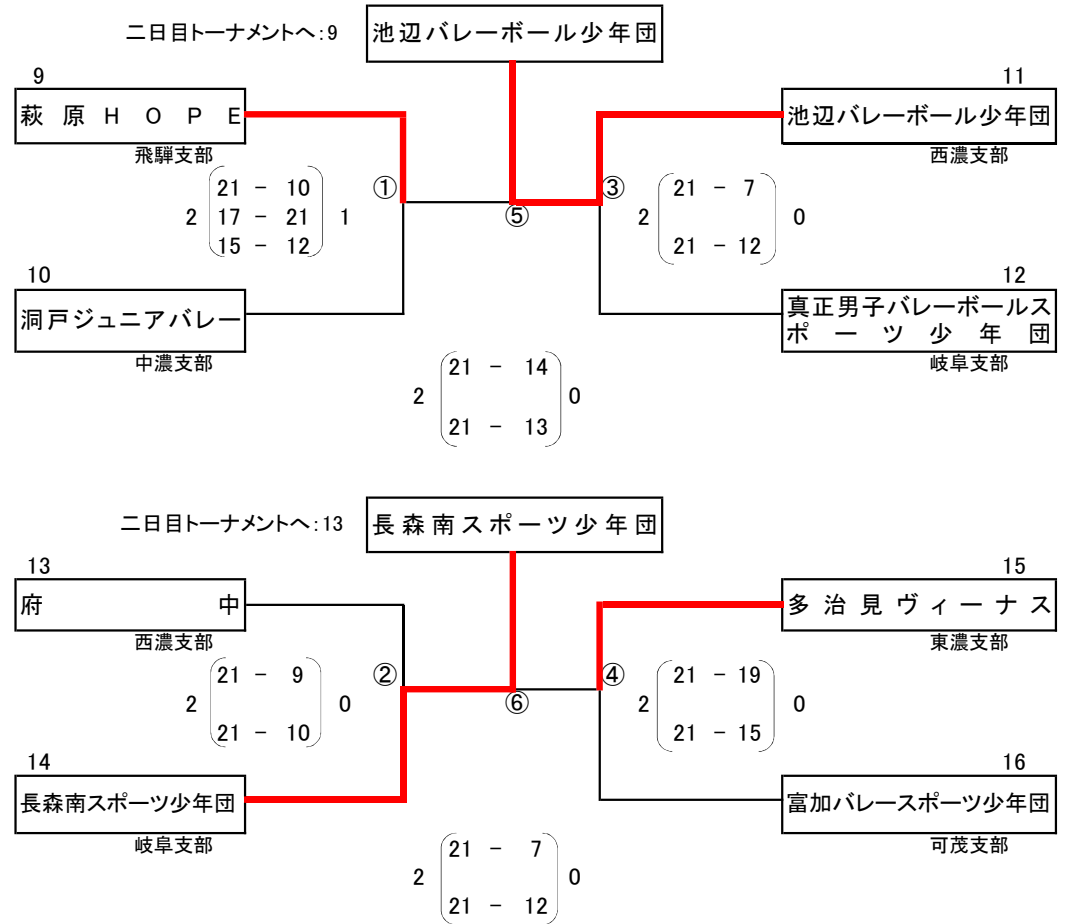 二日目トーナメントへ:9
池辺バレーボール少年団
9
萩原HOPE
飛騨支部
11
池辺バレーボール少年団
西濃支部
①
21 - 10
2 17 - 21 1
15 - 12
⑤
③
21 - 7
2 0
21 - 12
10
洞戸ジュニアバレー
中濃支部
12
真正男子バレーボールス
ポーツ少年団
岐阜支部
21 - 14
2 0
21 - 13
二日目トーナメントへ:13
長森南スポーツ少年団
13
府中
西濃支部
15
多治見ヴィーナス
東濃支部
②
21 - 9
2 0
21 - 10
⑥
④
21 - 19
2 0
21 - 15
14
長森南スポーツ少年団
岐阜支部
16
富加バレースポーツ少年団
可茂支部
21 - 7
2 0
21 - 12